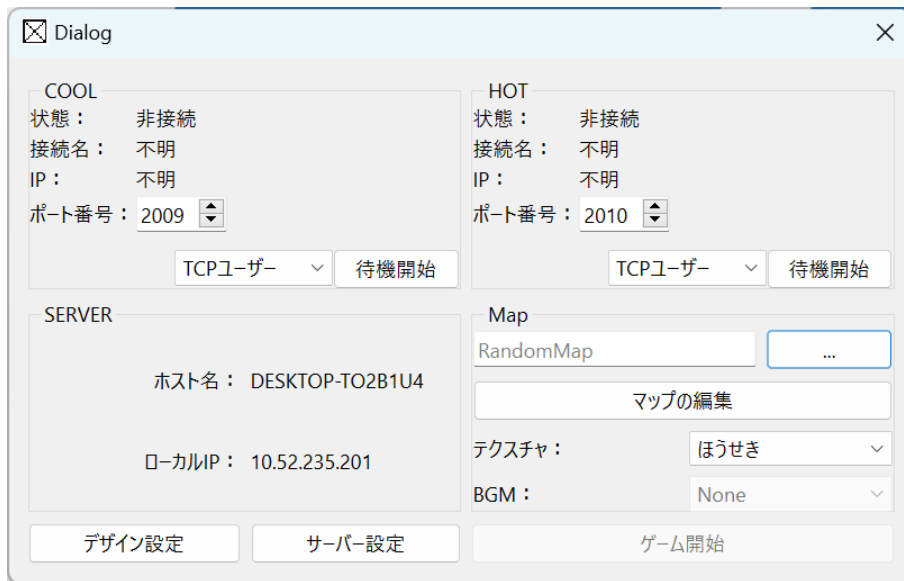 Dialog
COOL
状態： 非接続
接続名： 不明
IP： 不明
ポート番号： 2009
TCPユーザー 待機開始
HOT
状態： 非接続
接続名： 不明
IP： 不明
ポート番号： 2010
TCPユーザー 待機開始
SERVER
ホスト名： DESKTOP-TO2B1U4
ローカルIP： 10.52.235.201
Map
RandomMap ...
マップの編集
テクスチャ： ほうせき
BGM： None
デザイン設定 サーバー設定 ゲーム開始